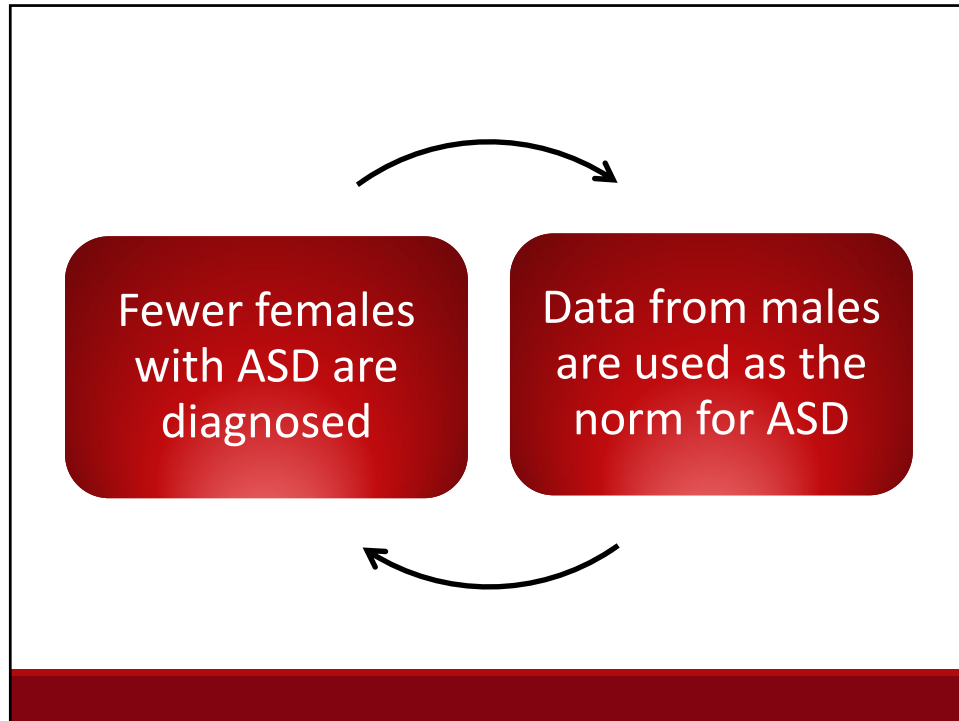 Fewer females
with ASD are
diagnosed
Data from males
are used as the
norm for ASD